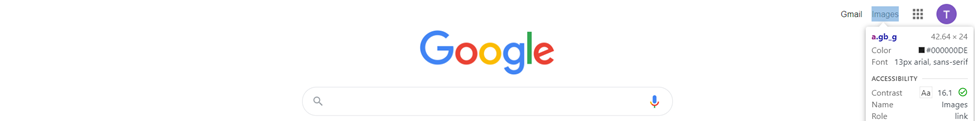 Gmail Images T
Google
a.gb_g 42.64 × 24
Color #000000DE
Font 13px arial, sans-serif
ACCESSIBILITY
Contrast Aa 16.1
Name Images
Role link